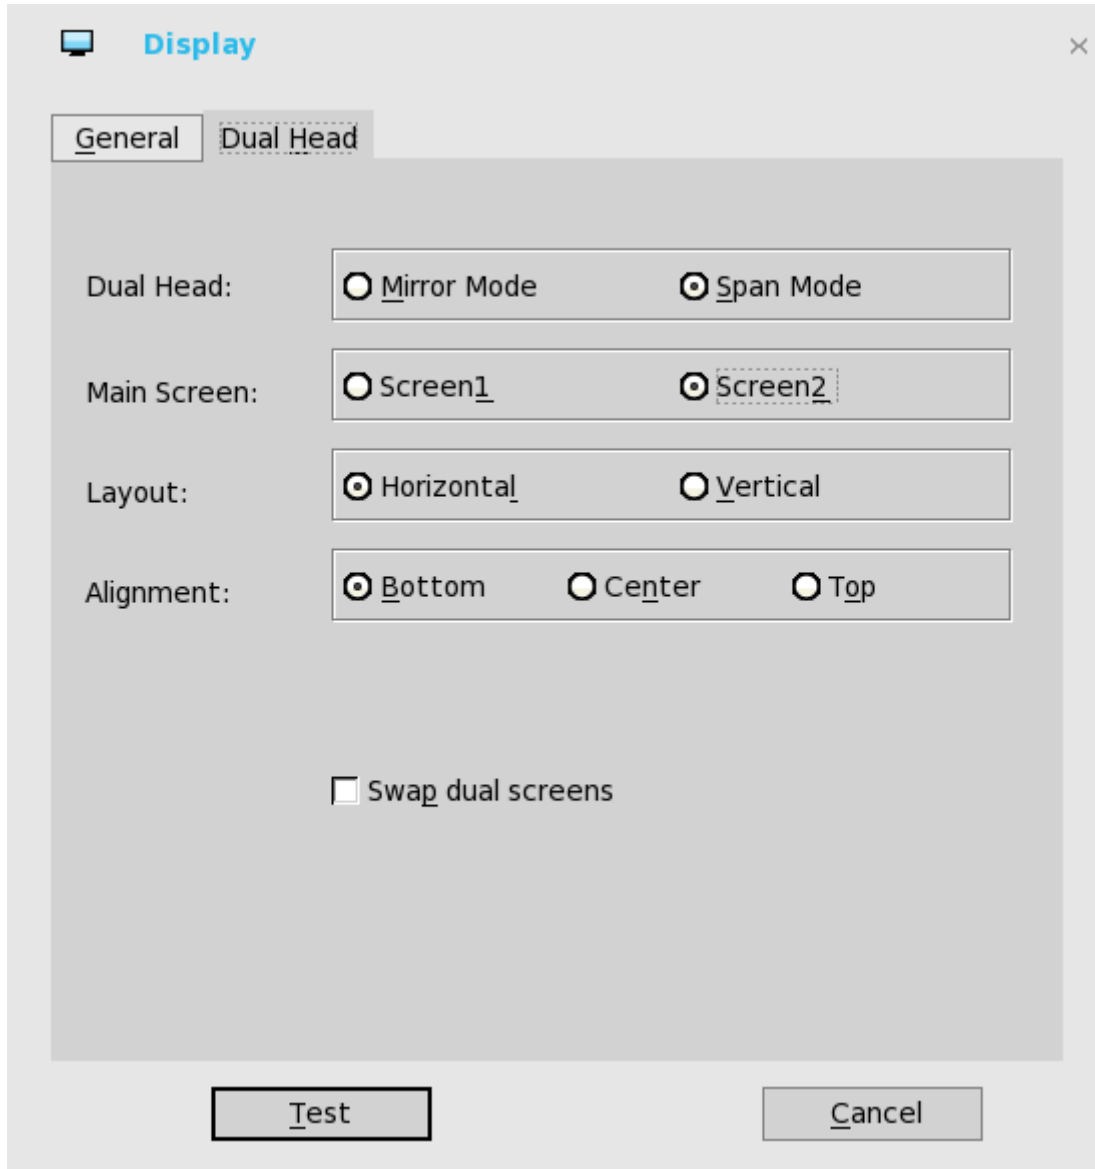 Display
General Dual Head
Dual Head: Mirror Mode Span Mode
Main Screen: Screen1 Screen2
Layout: Horizontal Vertical
Alignment: Bottom Center Top
Swap dual screens
Test Cancel